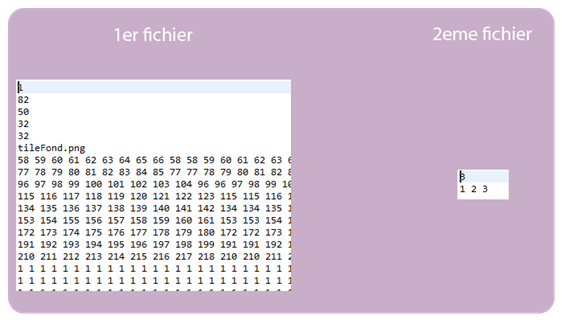 1er fichier
2eme fichier
1
82
50
32
32
tileFond.png
58 59 60 61 62 63 64 65 66 58 58 59 60 61 62 63
77 78 79 80 81 82 83 84 85 77 77 78 79 80 81 82
96 97 98 99 100 101 102 103 104 96 96 97 98 99
115 116 117 118 119 120 121 122 123 115 115 116
134 135 136 137 138 139 140 141 142 134 134 135
153 154 155 156 157 158 159 160 161 153 153 154
172 173 174 175 176 177 178 179 180 172 172 173
191 192 193 194 195 196 197 198 199 191 191 192
210 211 212 213 214 215 216 217 218 210 210 211
1 1 1 1 1 1 1 1 1 1 1 1 1 1 1 1 1 1 1 1 1 1 1
1 1 1 1 1 1 1 1 1 1 1 1 1 1 1 1 1 1 1 1 1 1 1
3
1 2 3